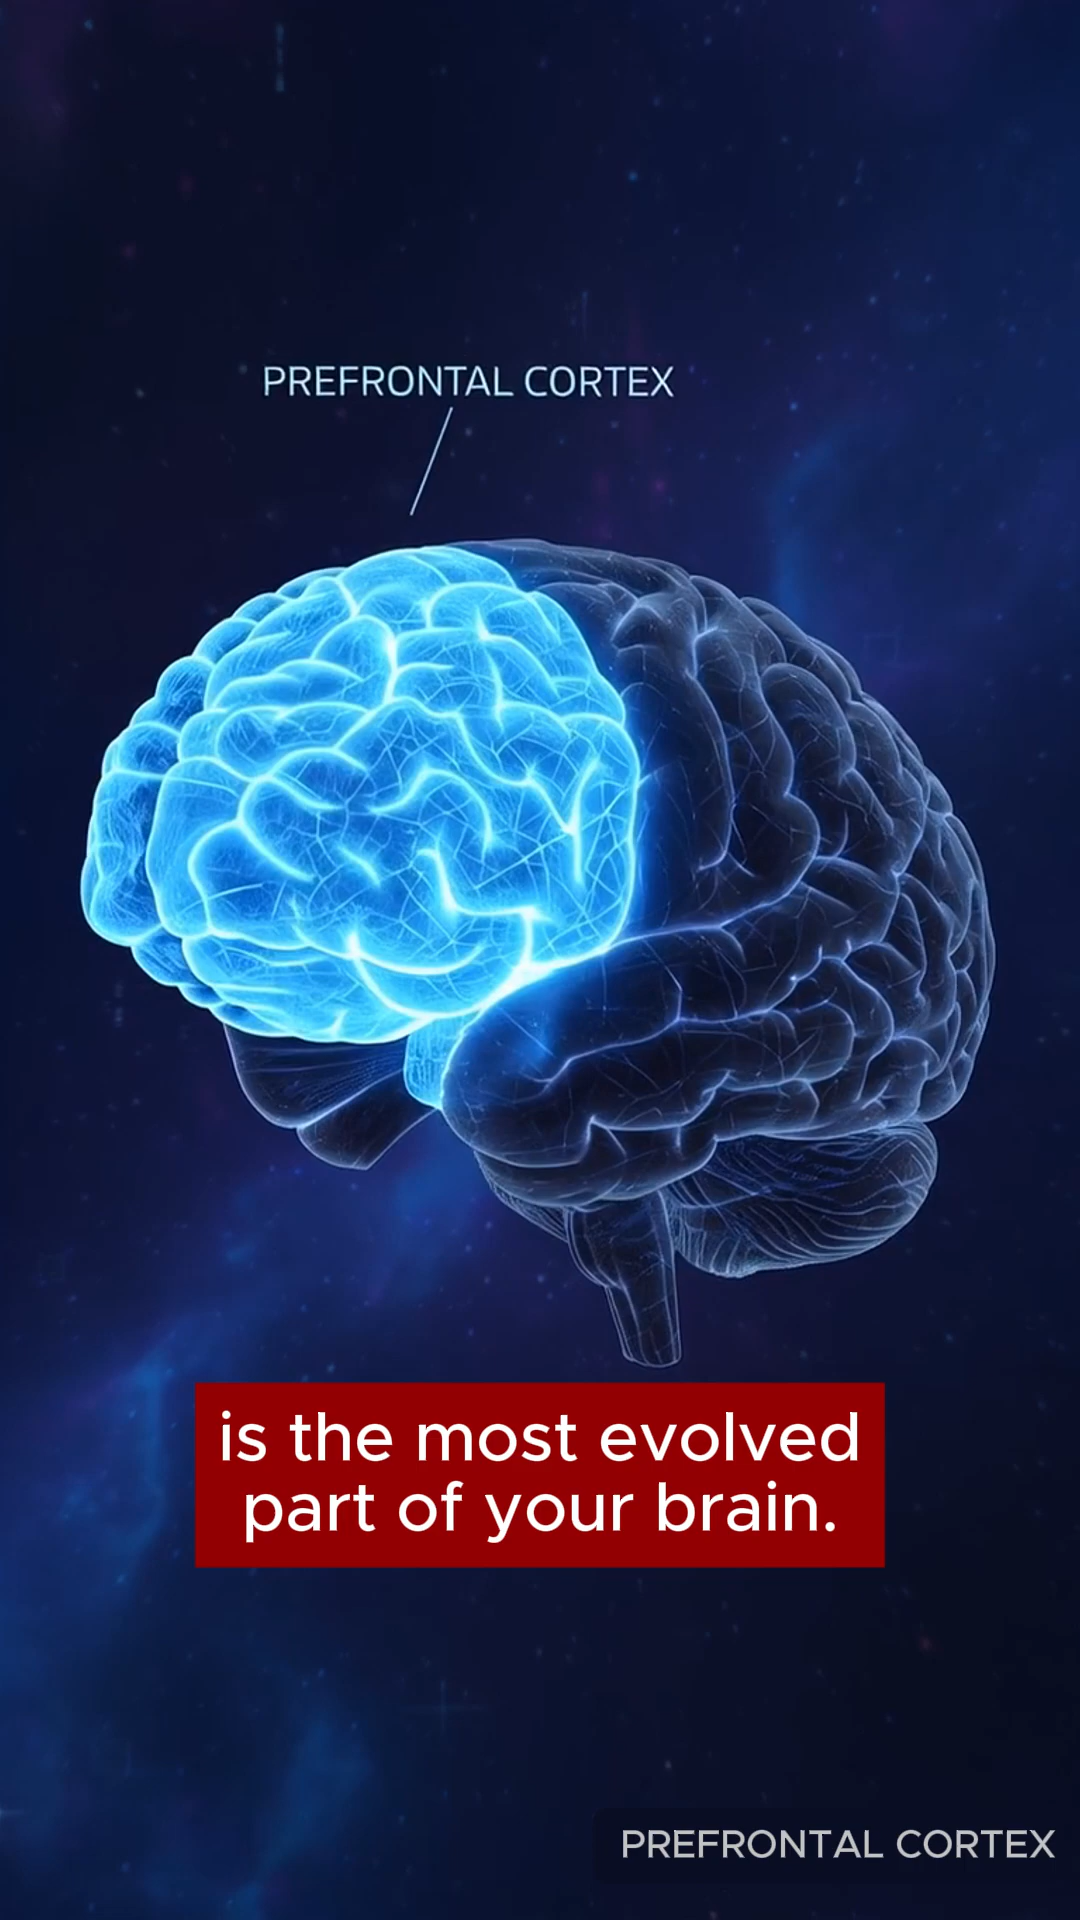 PREFRONTAL CORTEX
is the most evolved
part of your brain.
PREFRONTAL CORTEX